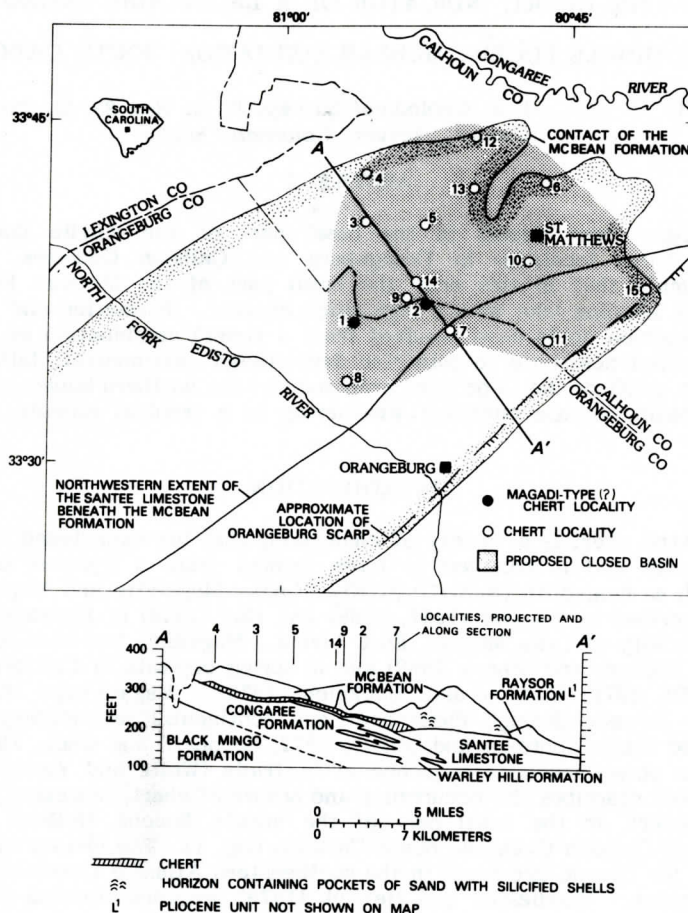 81°00'
80°45'
33°45'
33°30'
SOUTH
CAROLINA
CALHOUN CO
CONGAREE
RIVER
CONTACT OF THE
MCBEAN FORMATION
LEXINGTON CO
ORANGEBURG CO
A
12
4
13
6
3
5
ST.
MATTHEWS
10
14
9
2
1
15
7
11
8
NORTH
FORK
EDISTO
RIVER
CALHOUN CO
ORANGEBURG CO
A'
ORANGEBURG
NORTHWESTERN EXTENT OF
THE SANTEE LIMESTONE
BENEATH THE MCBEAN
FORMATION
APPROXIMATE
LOCATION OF
ORANGEBURG SCARP
MAGADI-TYPE(?)
CHERT LOCALITY
CHERT LOCALITY
PROPOSED CLOSED BASIN
LOCALITIES, PROJECTED AND
ALONG SECTION
A
4 3 5 14 9 2 7
A'
FEET
400
300
200
100
MCBEAN
FORMATION
RAYSOR
FORMATION L¹
CONGAREE
FORMATION
BLACK MINGO
FORMATION
SANTEE
LIMESTONE
WARLEY HILL FORMATION
0 5 MILES
0 7 KILOMETERS
CHERT
HORIZON CONTAINING POCKETS OF SAND WITH SILICIFIED SHELLS
L¹ PLIOCENE UNIT NOT SHOWN ON MAP